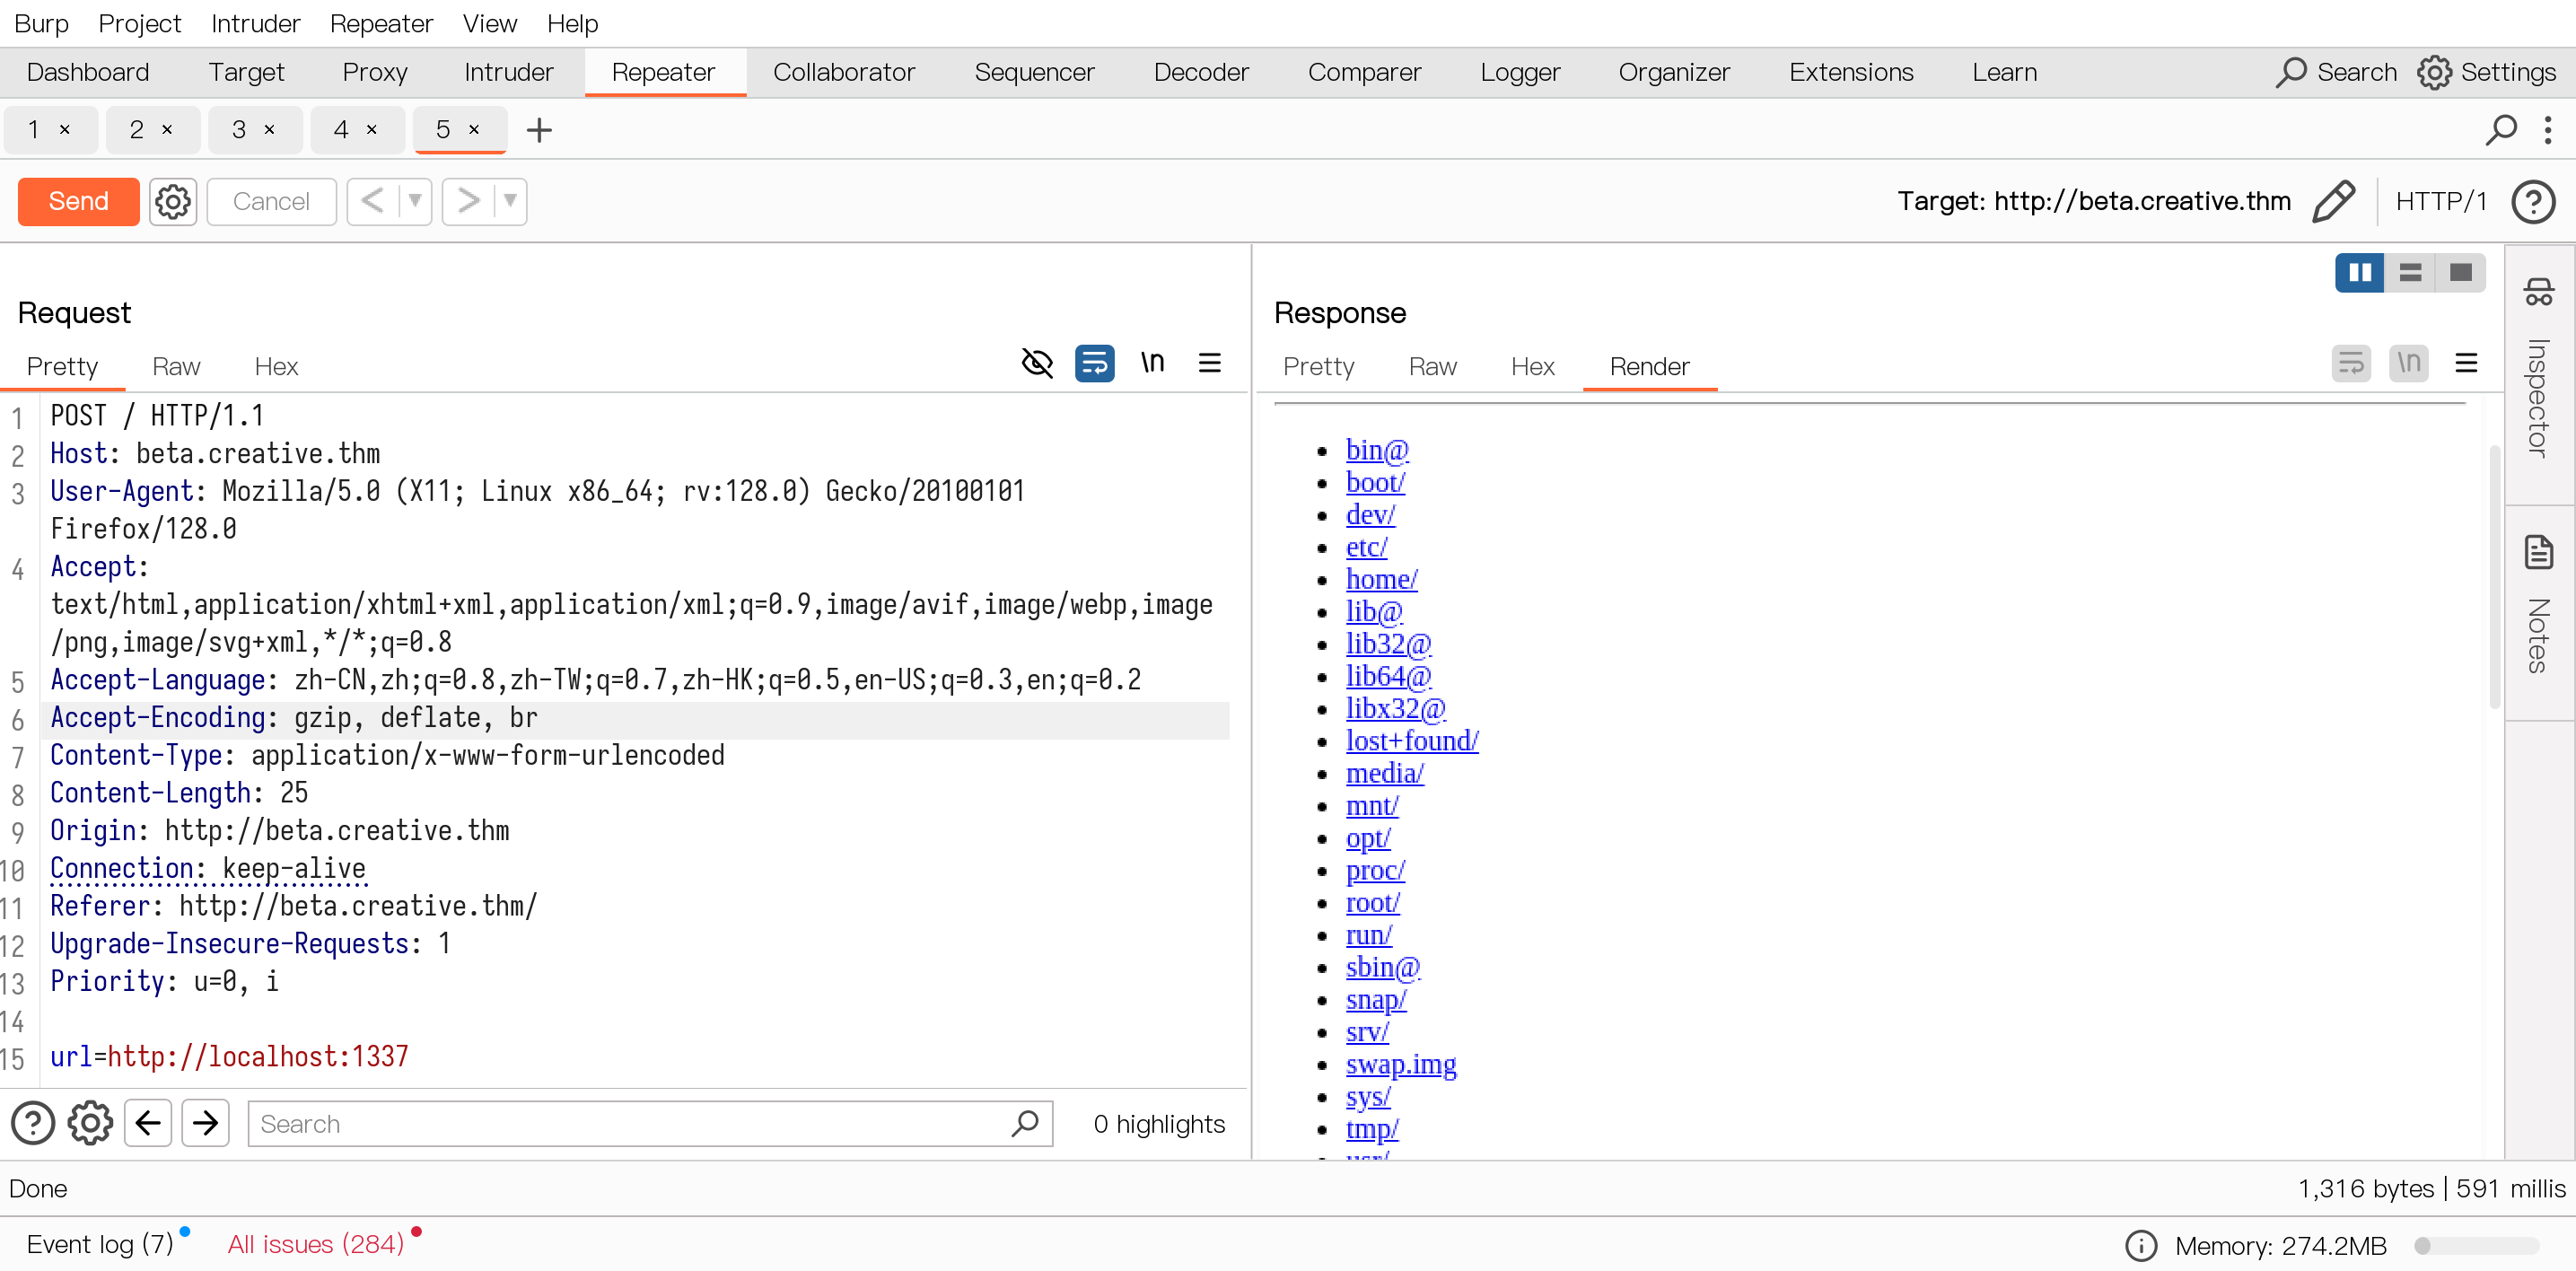 Burp Project Intruder Repeater View Help
Dashboard Target Proxy Intruder Repeater Collaborator Sequencer Decoder Comparer Logger Organizer Extensions Learn Search Settings
1 × 2 × 3 × 4 × 5 × +
Send Cancel < > Target: http://beta.creative.thm HTTP/1
Request
Pretty Raw Hex \n
1 POST / HTTP/1.1
2 Host: beta.creative.thm
3 User-Agent: Mozilla/5.0 (X11; Linux x86_64; rv:128.0) Gecko/20100101
Firefox/128.0
4 Accept:
text/html,application/xhtml+xml,application/xml;q=0.9,image/avif,image/webp,image
/png,image/svg+xml,*/*;q=0.8
5 Accept-Language: zh-CN,zh;q=0.8,zh-TW;q=0.7,zh-HK;q=0.5,en-US;q=0.3,en;q=0.2
6 Accept-Encoding: gzip, deflate, br
7 Content-Type: application/x-www-form-urlencoded
8 Content-Length: 25
9 Origin: http://beta.creative.thm
10 Connection: keep-alive
11 Referer: http://beta.creative.thm/
12 Upgrade-Insecure-Requests: 1
13 Priority: u=0, i
14
15 url=http://localhost:1337
Search 0 highlights
Response
Pretty Raw Hex Render \n
bin@
boot/
dev/
etc/
home/
lib@
lib32@
lib64@
libx32@
lost+found/
media/
mnt/
opt/
proc/
root/
run/
sbin@
snap/
srv/
swap.img
sys/
tmp/
usr/
Inspector
Notes
Done 1,316 bytes | 591 millis
Event log (7) All issues (284) Memory: 274.2MB